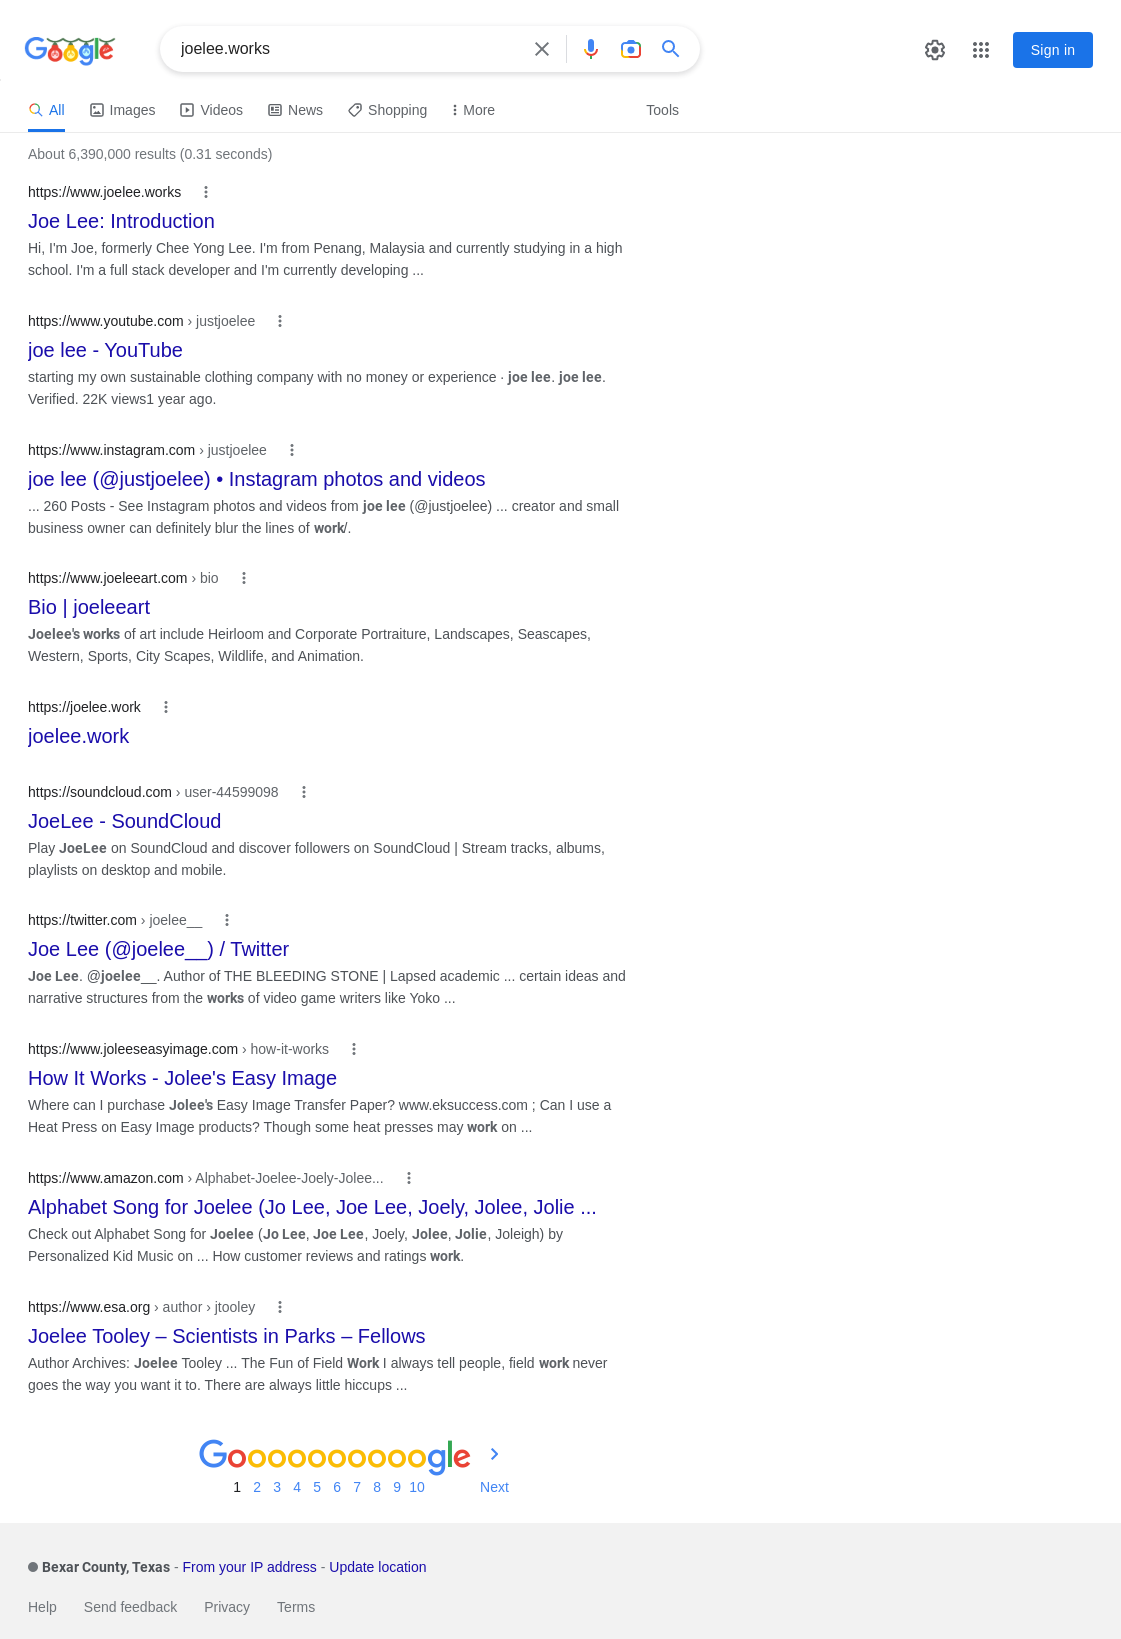 Google
joelee.works
Sign in
All
Images
Videos
News
Shopping
More
Tools
About 6,390,000 results (0.31 seconds)
https://www.joelee.works
Joe Lee: Introduction
Hi, I'm Joe, formerly Chee Yong Lee. I'm from Penang, Malaysia and currently studying in a high
school. I'm a full stack developer and I'm currently developing ...
https://www.youtube.com › justjoelee
joe lee - YouTube
starting my own sustainable clothing company with no money or experience · joe lee. joe lee.
Verified. 22K views1 year ago.
https://www.instagram.com › justjoelee
joe lee (@justjoelee) • Instagram photos and videos
... 260 Posts - See Instagram photos and videos from joe lee (@justjoelee) ... creator and small
business owner can definitely blur the lines of work/.
https://www.joeleeart.com › bio
Bio | joeleeart
Joelee's works of art include Heirloom and Corporate Portraiture, Landscapes, Seascapes,
Western, Sports, City Scapes, Wildlife, and Animation.
https://joelee.work
joelee.work
https://soundcloud.com › user-44599098
JoeLee - SoundCloud
Play JoeLee on SoundCloud and discover followers on SoundCloud | Stream tracks, albums,
playlists on desktop and mobile.
https://twitter.com › joelee__
Joe Lee (@joelee__) / Twitter
Joe Lee. @joelee__. Author of THE BLEEDING STONE | Lapsed academic ... certain ideas and
narrative structures from the works of video game writers like Yoko ...
https://www.joleeseasyimage.com › how-it-works
How It Works - Jolee's Easy Image
Where can I purchase Jolee's Easy Image Transfer Paper? www.eksuccess.com ; Can I use a
Heat Press on Easy Image products? Though some heat presses may work on ...
https://www.amazon.com › Alphabet-Joelee-Joely-Jolee...
Alphabet Song for Joelee (Jo Lee, Joe Lee, Joely, Jolee, Jolie ...
Check out Alphabet Song for Joelee (Jo Lee, Joe Lee, Joely, Jolee, Jolie, Joleigh) by
Personalized Kid Music on ... How customer reviews and ratings work.
https://www.esa.org › author › jtooley
Joelee Tooley – Scientists in Parks – Fellows
Author Archives: Joelee Tooley ... The Fun of Field Work I always tell people, field work never
goes the way you want it to. There are always little hiccups ...
Goooooooooogle
1 2 3 4 5 6 7 8 9 10 Next
Bexar County, Texas - From your IP address - Update location
Help Send feedback Privacy Terms